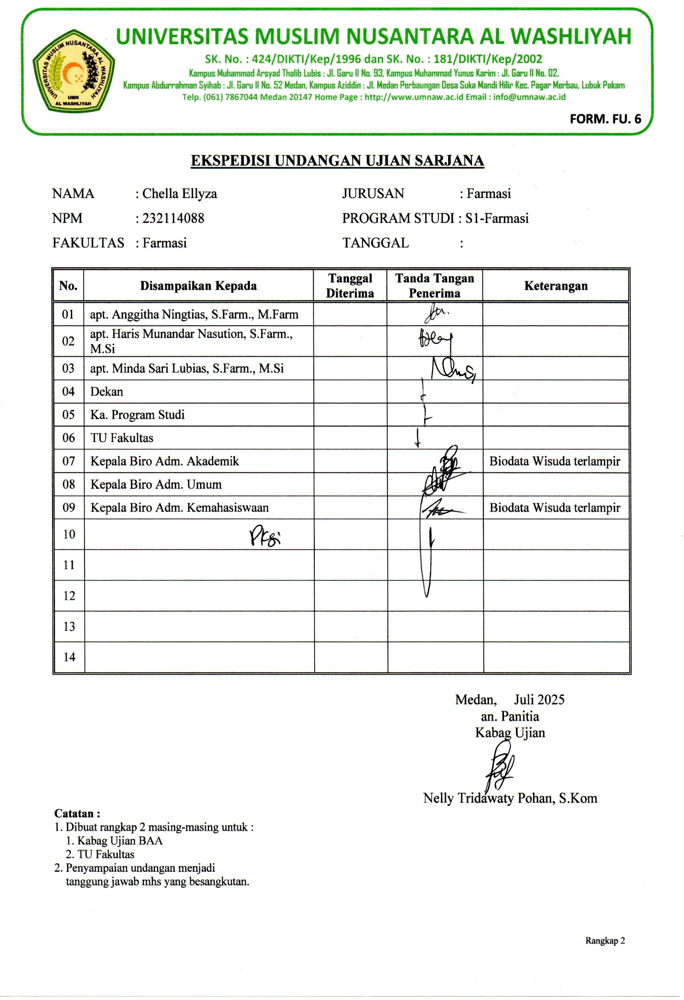 UNIVERSITAS MUSLIM NUSANTARA AL WASHLIYAH
UMN
AL WASHLIYAH
UNIVERSITAS MUSLIM NUSANTARA AL WASHLIYAH
SK. No. : 424/DIKTI/Kep/1996 dan SK. No. : 181/DIKTI/Kep/2002
Kampus Muhammad Arsyad Thalib Lubis : Jl. Garu II No. 93, Kampus Muhammad Yunus Karim : Jl. Garu II No. 02,
Kampus Abdurrahman Syihab : Jl. Garu II No. 52 Medan, Kampus Aziddin : Jl. Medan Perbaungan Desa Suka Mandi Hilir Kec. Pagar Merbau, Lubuk Pakam
Telp. (061) 7867044 Medan 20147 Home Page : http://www.umnaw.ac.id Email : info@umnaw.ac.id
FORM. FU. 6
EKSPEDISI UNDANGAN UJIAN SARJANA
NAMA : Chella Ellyza JURUSAN : Farmasi
NPM : 232114088 PROGRAM STUDI : S1-Farmasi
FAKULTAS : Farmasi TANGGAL :
No. Disampaikan Kepada Tanggal Diterima Tanda Tangan Penerima Keterangan
01 apt. Anggitha Ningtias, S.Farm., M.Farm
02 apt. Haris Munandar Nasution, S.Farm., M.Si
03 apt. Minda Sari Lubias, S.Farm., M.Si
04 Dekan
05 Ka. Program Studi
06 TU Fakultas
07 Kepala Biro Adm. Akademik Biodata Wisuda terlampir
08 Kepala Biro Adm. Umum
09 Kepala Biro Adm. Kemahasiswaan Biodata Wisuda terlampir
10
11
12
13
14
Medan, Juli 2025
an. Panitia
Kabag Ujian
Nelly Tridawaty Pohan, S.Kom
Catatan :
1. Dibuat rangkap 2 masing-masing untuk :
1. Kabag Ujian BAA
2. TU Fakultas
2. Penyampaian undangan menjadi
tanggung jawab mhs yang besangkutan.
Rangkap 2